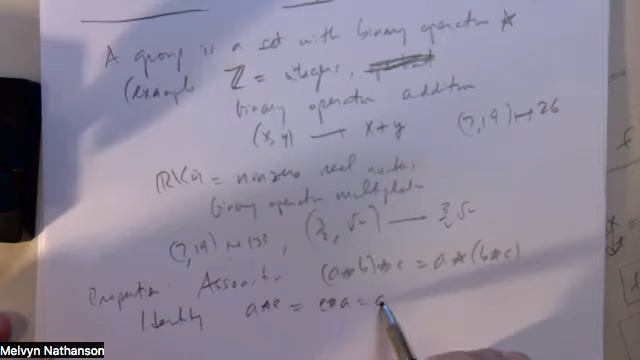 A group is a set with binary operation ☆
(example ℤ = integers,
binary operation addition
(x,y) → x+y (7,19) ↦ 26
ℝ\{0} = nonzero real numbers
binary operation multiplication
(7,19) ↦ 133, (3/2, √2) → 3/2 √2
Properties: Associativ (a☆b)☆c = a☆(b☆c)
Identity a☆e = e☆a = a
Melvyn Nathanson